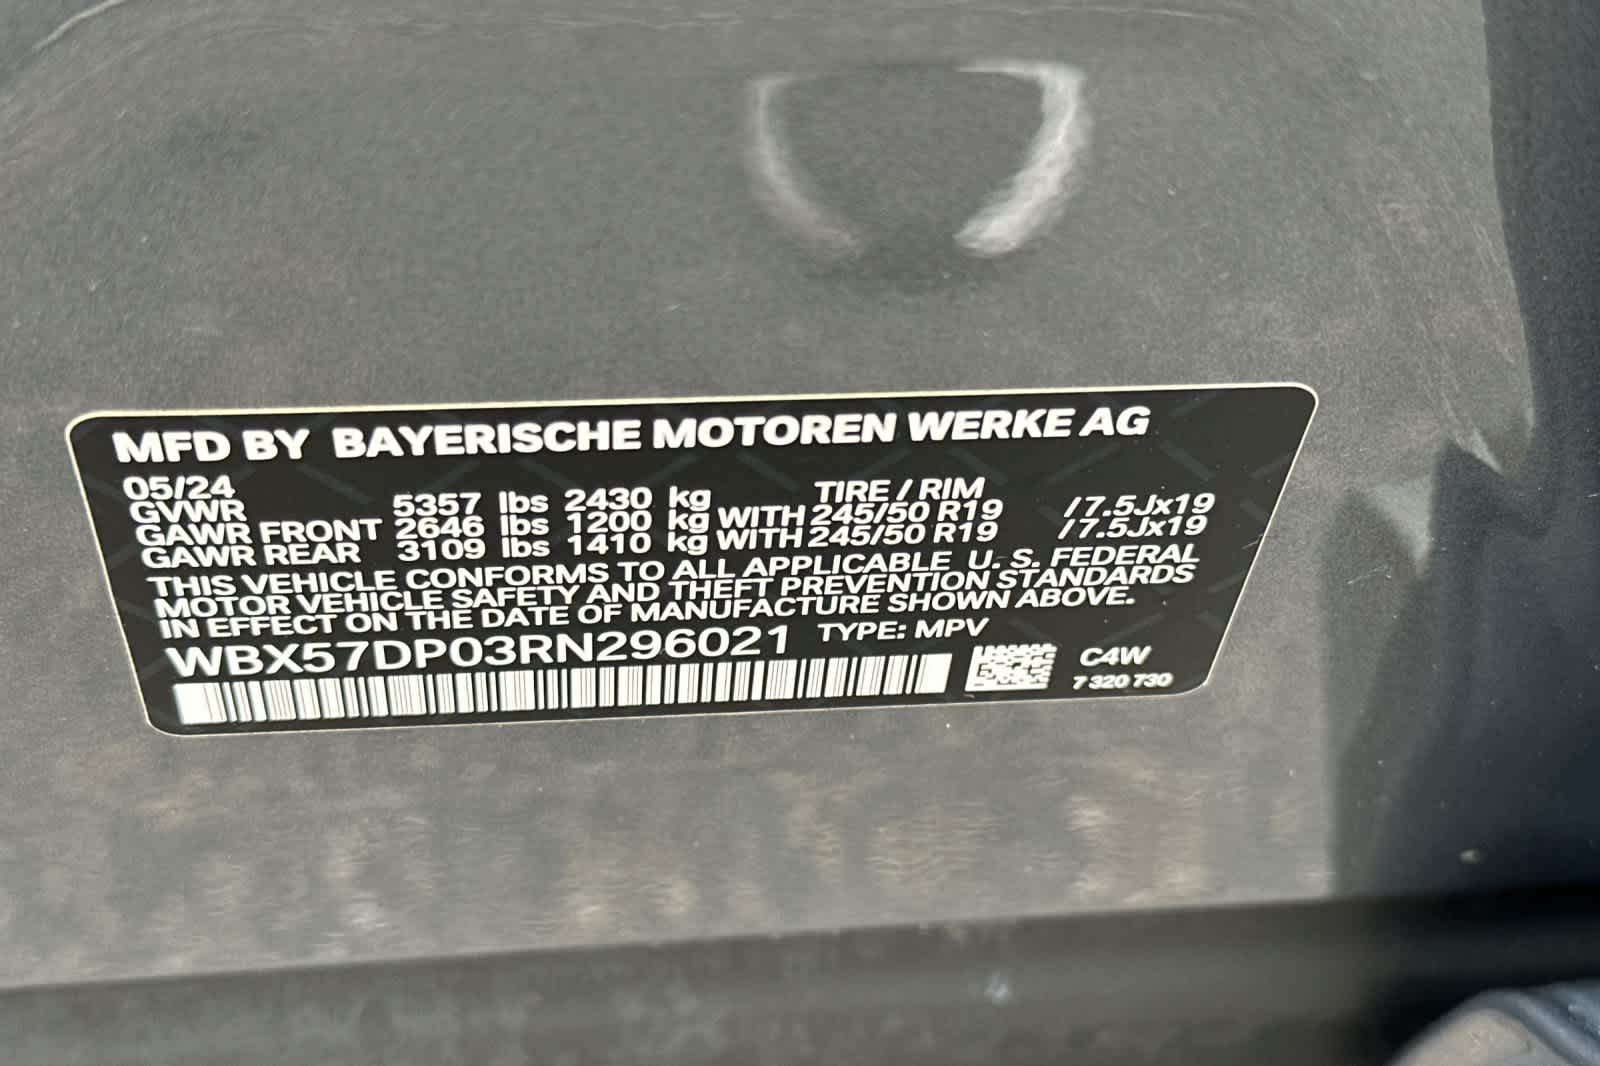 MFD BY BAYERISCHE MOTOREN WERKE AG
05/24 TIRE / RIM
GVWR 5357 lbs 2430 kg
GAWR FRONT 2646 lbs 1200 kg WITH 245/50 R19 /7.5Jx19
GAWR REAR 3109 lbs 1410 kg WITH 245/50 R19 /7.5Jx19
THIS VEHICLE CONFORMS TO ALL APPLICABLE U. S. FEDERAL
MOTOR VEHICLE SAFETY AND THEFT PREVENTION STANDARDS
IN EFFECT ON THE DATE OF MANUFACTURE SHOWN ABOVE.
WBX57DP03RN296021 TYPE: MPV
C4W
7 320 730